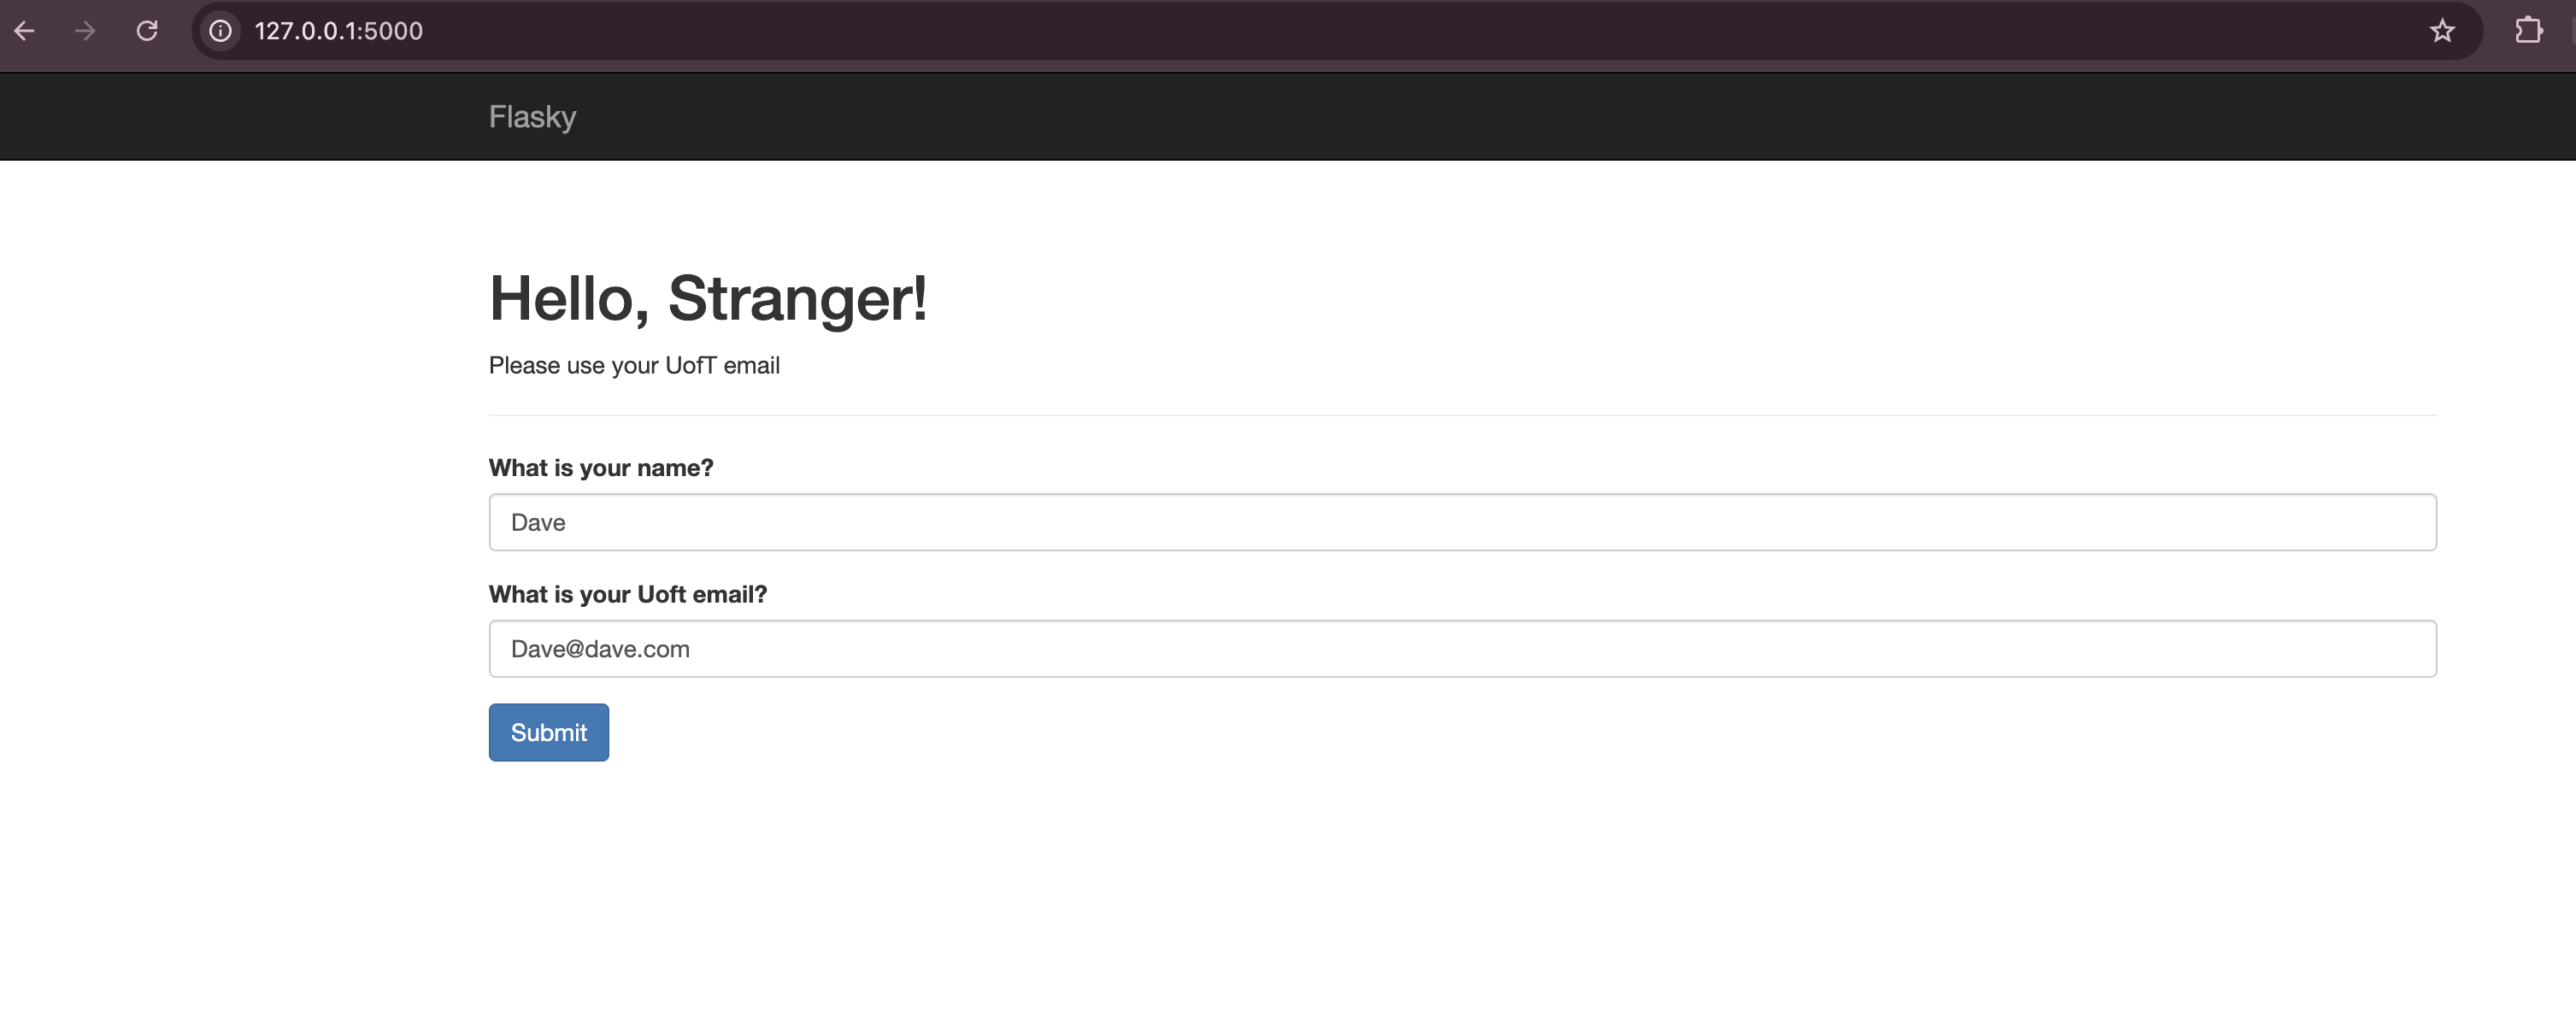 127.0.0.1:5000
Flasky
Hello, Stranger!
Please use your UofT email
What is your name?
Dave
What is your Uoft email?
Dave@dave.com
Submit